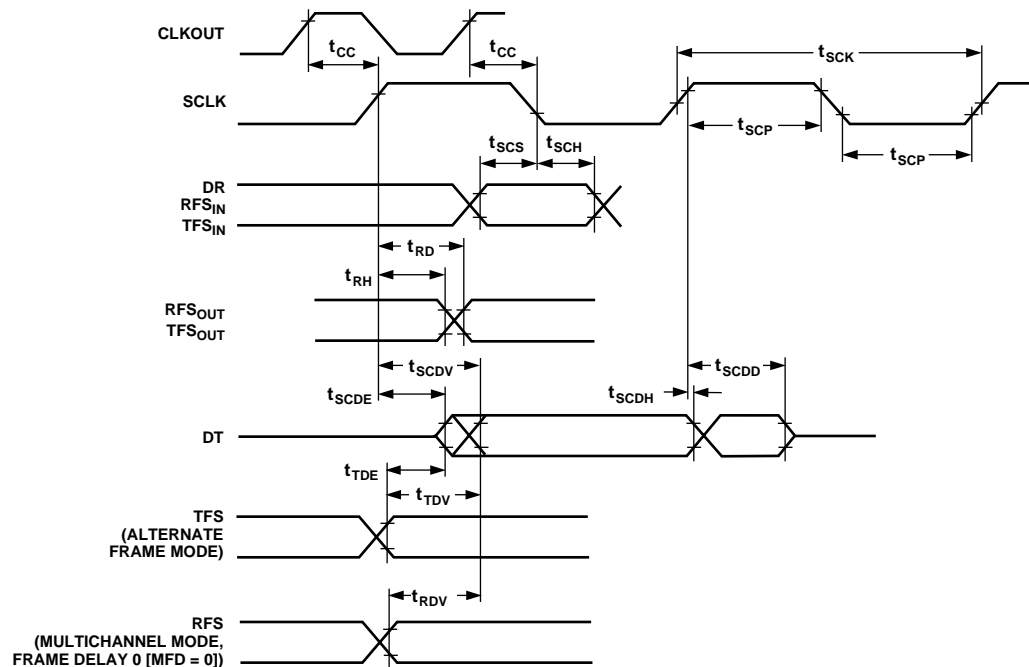 CLKOUT
tCC
tCC
tSCK
SCLK
tSCP
tSCP
tSCS
tSCH
DR
RFSIN
TFSIN
tRD
tRH
RFSOUT
TFSOUT
tSCDV
tSCDD
tSCDE
tSCDH
DT
tTDE
tTDV
TFS
(ALTERNATE
FRAME MODE)
tRDV
RFS
(MULTICHANNEL MODE,
FRAME DELAY 0 [MFD = 0])